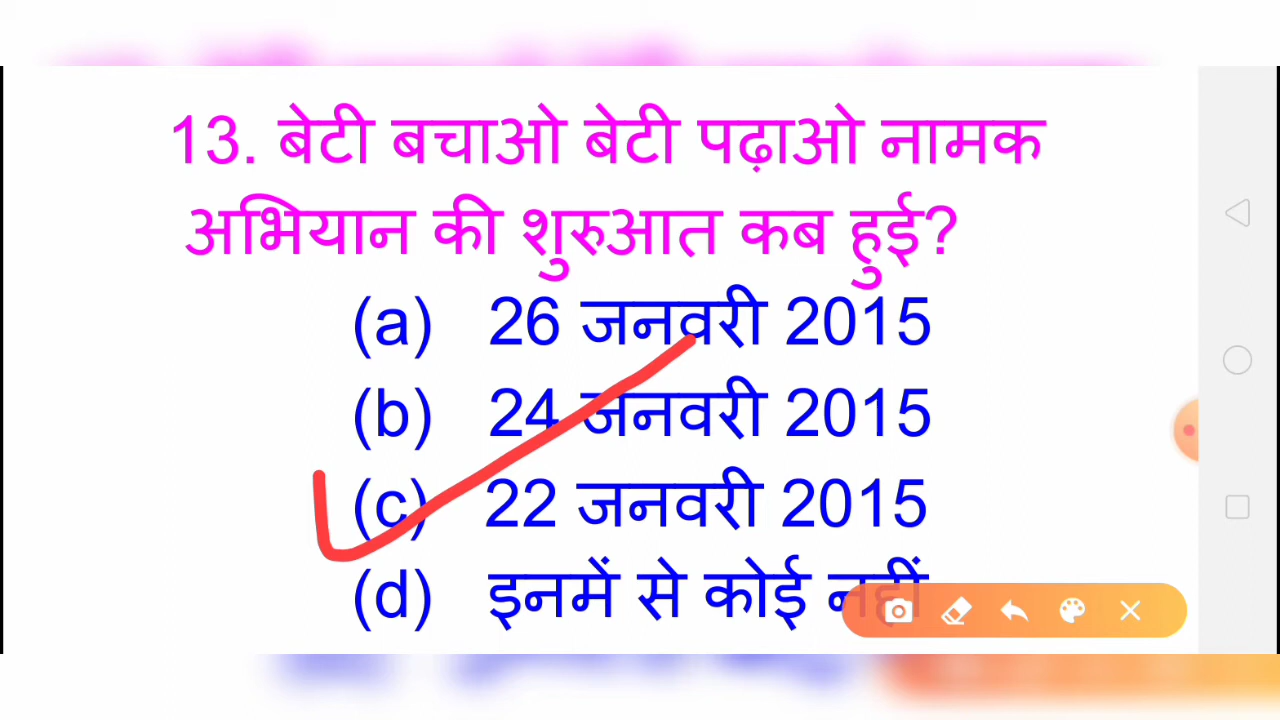 13. बेटी बचाओ बेटी पढ़ाओ नामक
अभियान की शुरुआत कब हुई?
(a) 26 जनवरी 2015
(b) 24 जनवरी 2015
(c) 22 जनवरी 2015
(d) इनमें से कोई नहीं